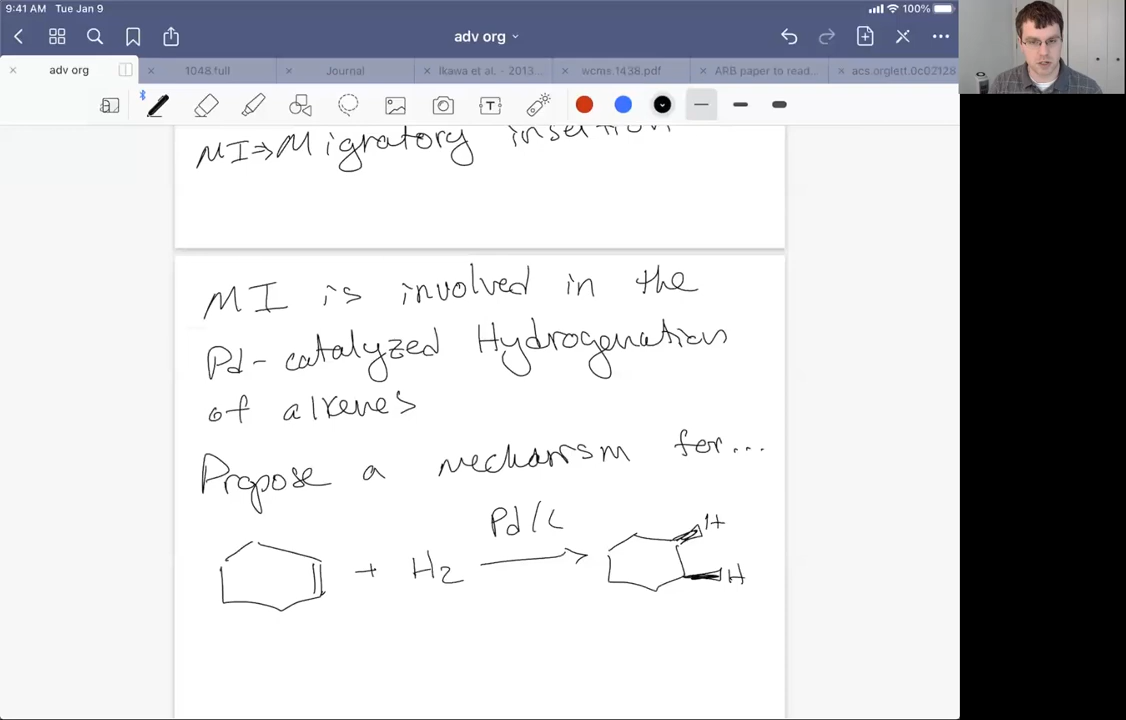 9:41 AM Tue Jan 9
100%
adv org
adv org
1048.full
Journal
Ikawa et al. - 2013...
wcms.1438.pdf
ARB paper to read...
acs.orglett.0c02128
MI⇒Migratory insertion
MI is involved in the
Pd-catalyzed Hydrogenation
of alkenes
Propose a mechanism for...
Pd/C
+ H2
H
H